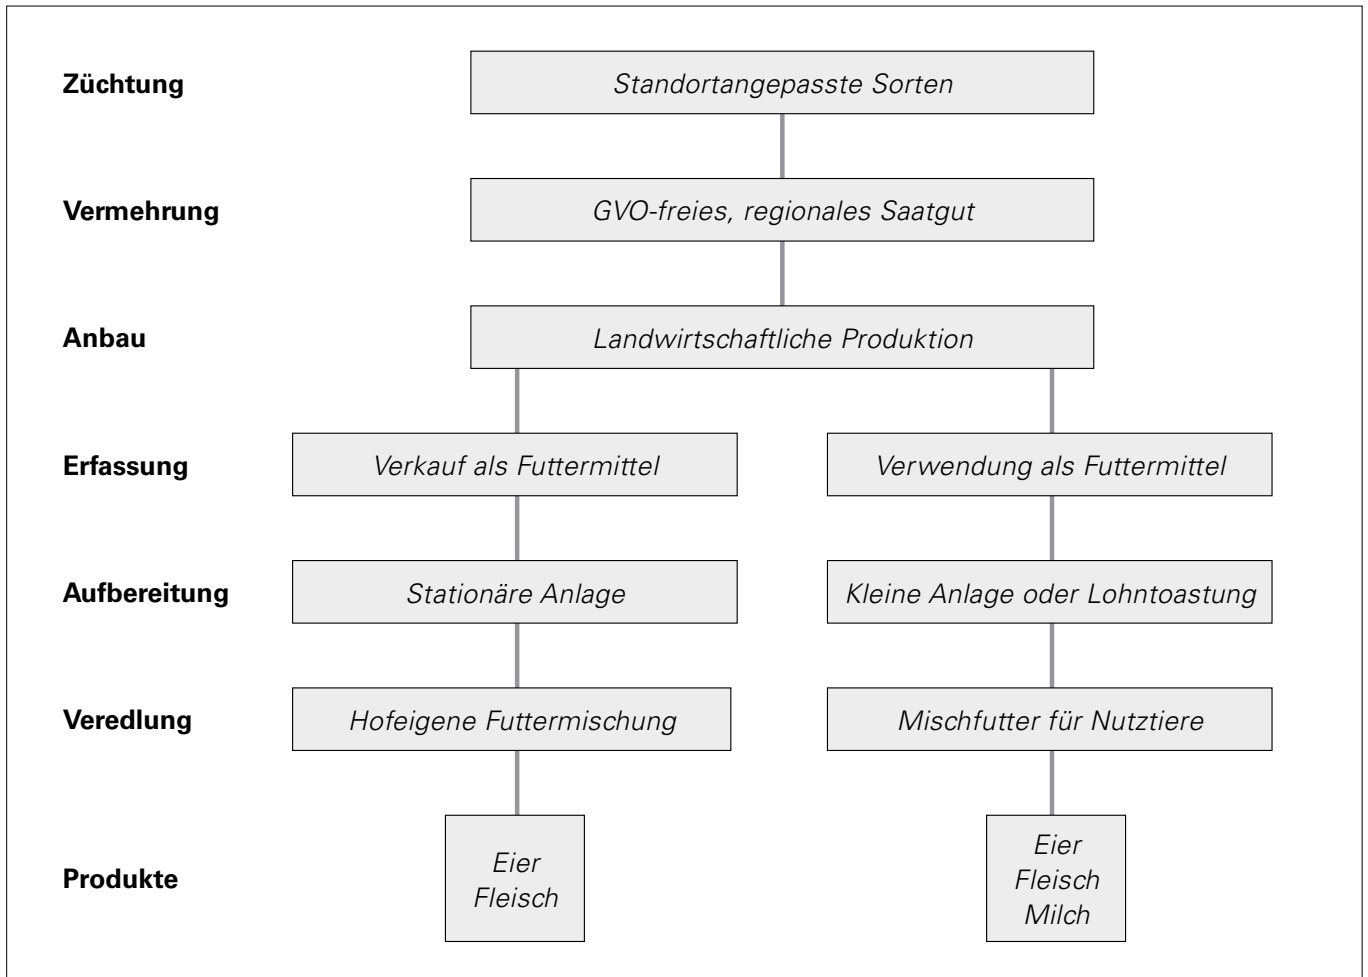 Züchtung
Standortangepasste Sorten
Vermehrung
GVO-freies, regionales Saatgut
Anbau
Landwirtschaftliche Produktion
Erfassung
Verkauf als Futtermittel
Verwendung als Futtermittel
Aufbereitung
Stationäre Anlage
Kleine Anlage oder Lohntoastung
Veredlung
Hofeigene Futtermischung
Mischfutter für Nutztiere
Produkte
Eier
Fleisch
Eier
Fleisch
Milch